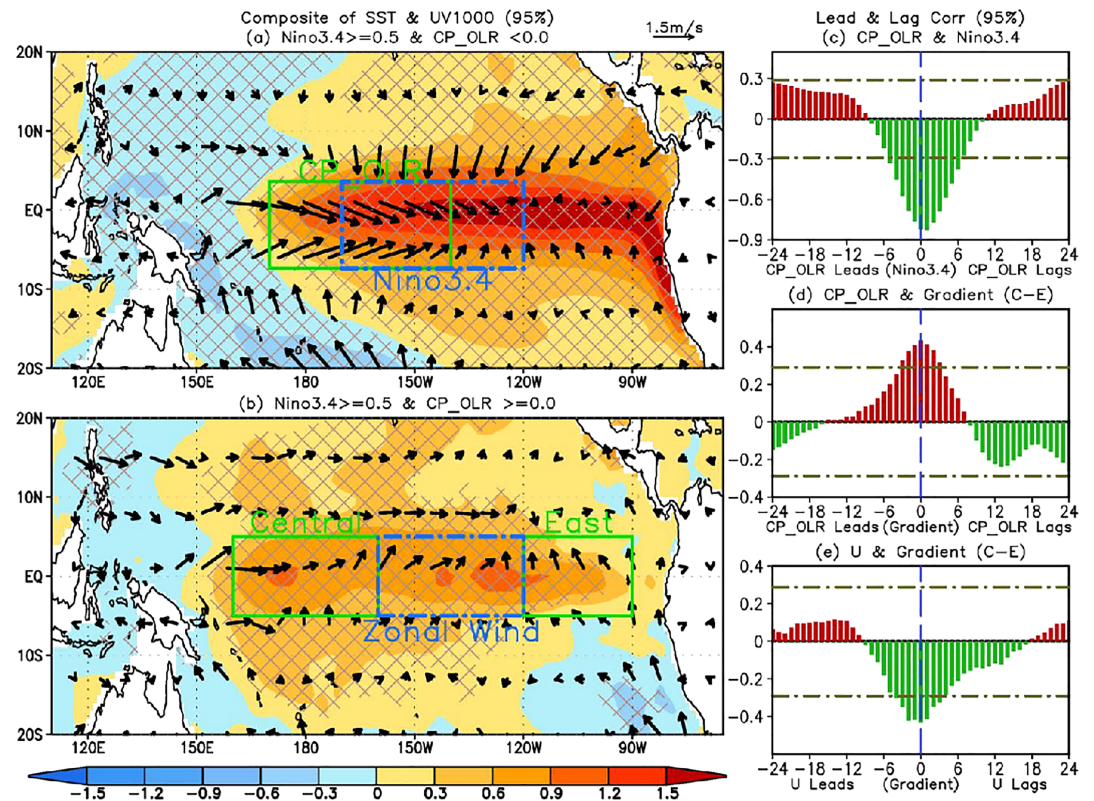 Composite of SST & UV1000 (95%)
(a) Nino3.4>=0.5 & CP_OLR <0.0
1.5m/s
20N
10N
EQ
10S
20S
CP_OLR
Nino3.4
120E 150E 180 150W 120W 90W
(b) Nino3.4>=0.5 & CP_OLR >=0.0
20N
10N
EQ
10S
20S
Central
East
Zonal Wind
120E 150E 180 150W 120W 90W
-1.5 -1.2 -0.9 -0.6 -0.3 0 0.3 0.6 0.9 1.2 1.5
Lead & Lag Corr (95%)
(c) CP_OLR & Nino3.4
0.3
0
-0.3
-0.6
-0.9
-24 -18 -12 -6 0 6 12 18 24
CP_OLR Leads (Nino3.4) CP_OLR Lags
(d) CP_OLR & Gradient (C-E)
0.4
0.2
0
-0.2
-0.4
-24 -18 -12 -6 0 6 12 18 24
CP_OLR Leads (Gradient) CP_OLR Lags
(e) U & Gradient (C-E)
0.4
0.2
0
-0.2
-0.4
-24 -18 -12 -6 0 6 12 18 24
U Leads (Gradient) U Lags